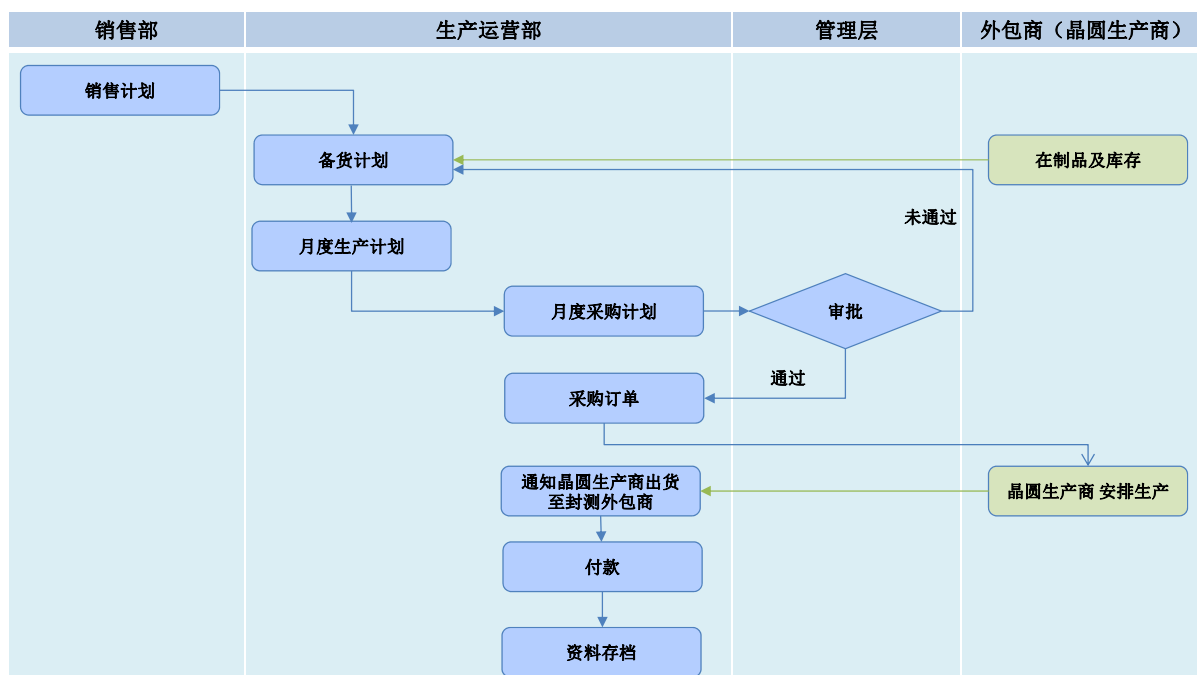 销售部
生产运营部
管理层
外包商（晶圆生产商）
销售计划
备货计划
在制品及库存
未通过
月度生产计划
月度采购计划
审批
通过
采购订单
通知晶圆生产商出货
至封测外包商
晶圆生产商 安排生产
付款
资料存档